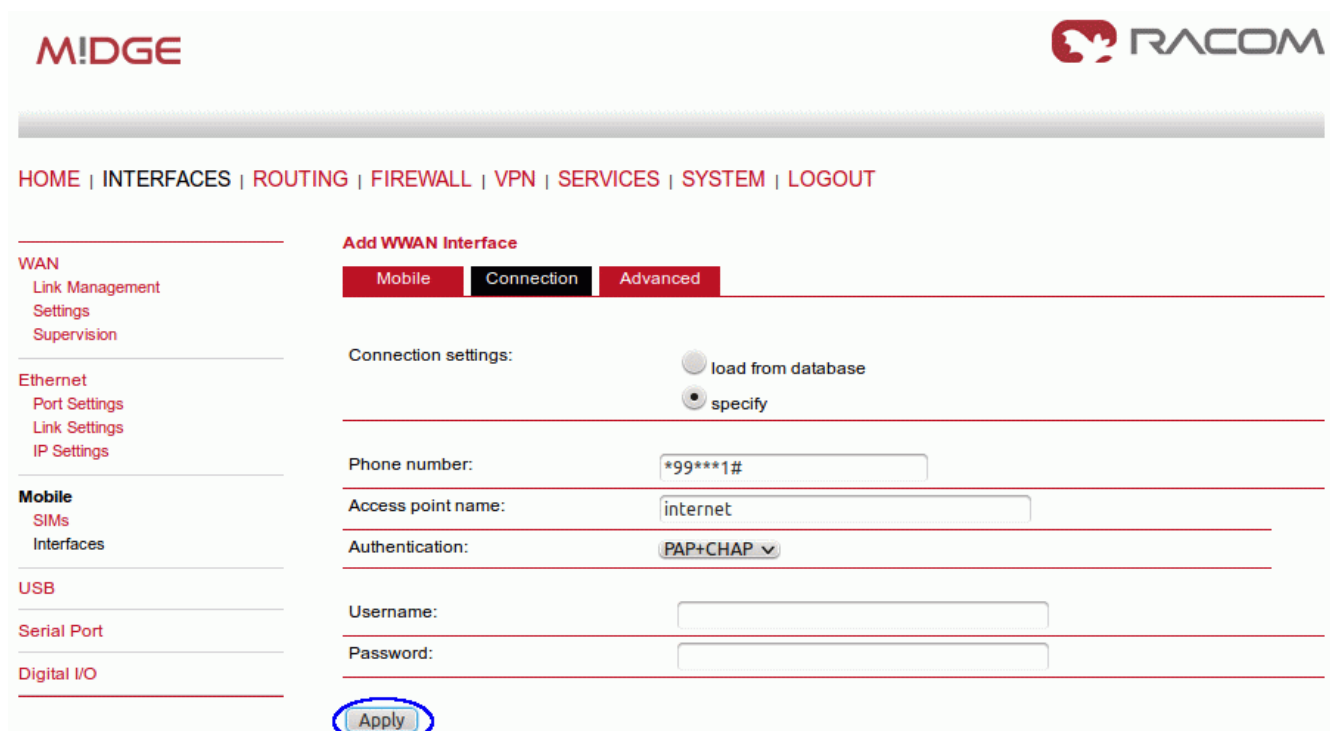 M!DGE
RACOM
HOME | INTERFACES | ROUTING | FIREWALL | VPN | SERVICES | SYSTEM | LOGOUT
WAN
Link Management
Settings
Supervision
Ethernet
Port Settings
Link Settings
IP Settings
Mobile
SIMs
Interfaces
USB
Serial Port
Digital I/O
Add WWAN Interface
Mobile Connection Advanced
Connection settings:
load from database
specify
Phone number: *99***1#
Access point name: internet
Authentication: PAP+CHAP
Username:
Password:
Apply